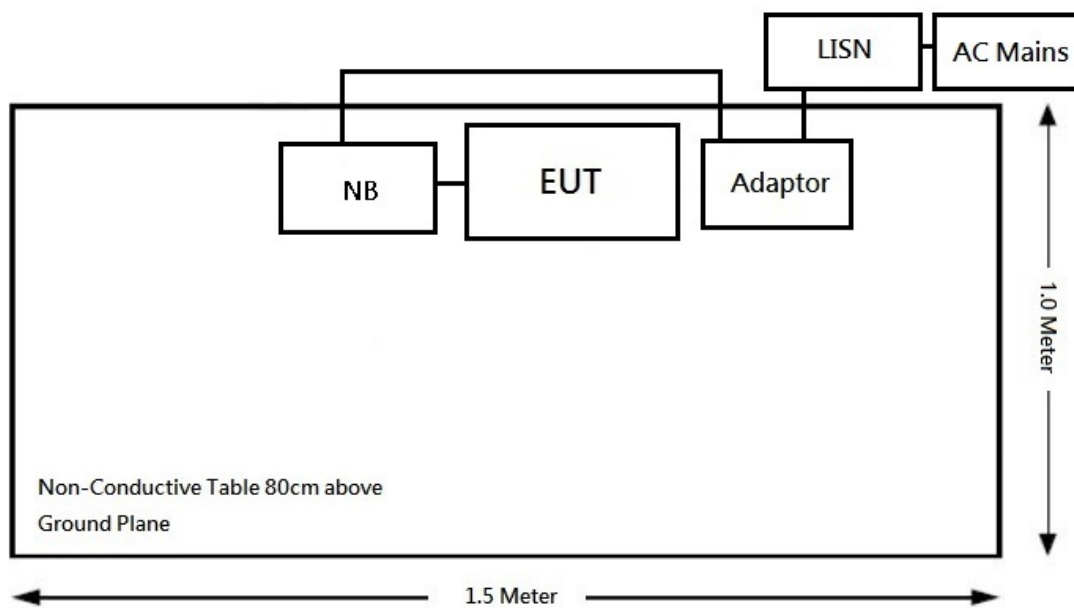 LISN
AC Mains
NB
EUT
Adaptor
1.0 Meter
Non-Conductive Table 80cm above
Ground Plane
1.5 Meter